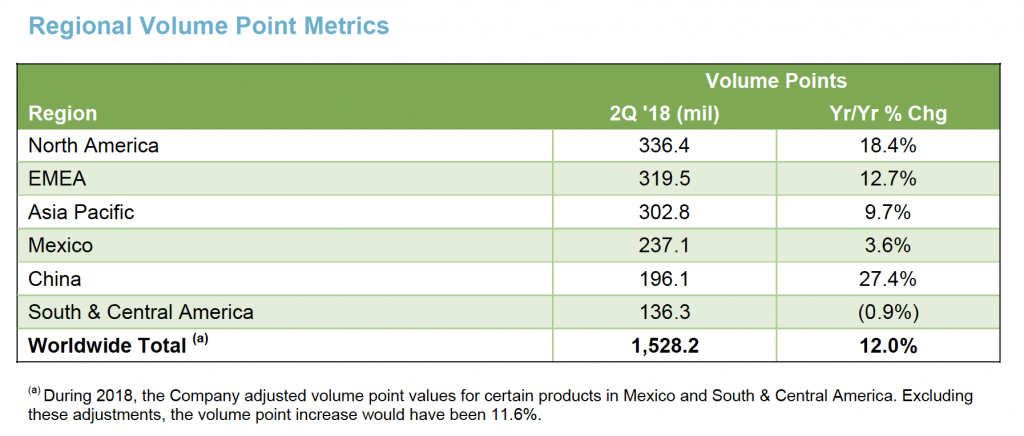 Regional Volume Point Metrics
Volume Points
Region 2Q '18 (mil) Yr/Yr % Chg
North America 336.4 18.4%
EMEA 319.5 12.7%
Asia Pacific 302.8 9.7%
Mexico 237.1 3.6%
China 196.1 27.4%
South & Central America 136.3 (0.9%)
Worldwide Total (a) 1,528.2 12.0%
(a) During 2018, the Company adjusted volume point values for certain products in Mexico and South & Central America. Excluding
these adjustments, the volume point increase would have been 11.6%.